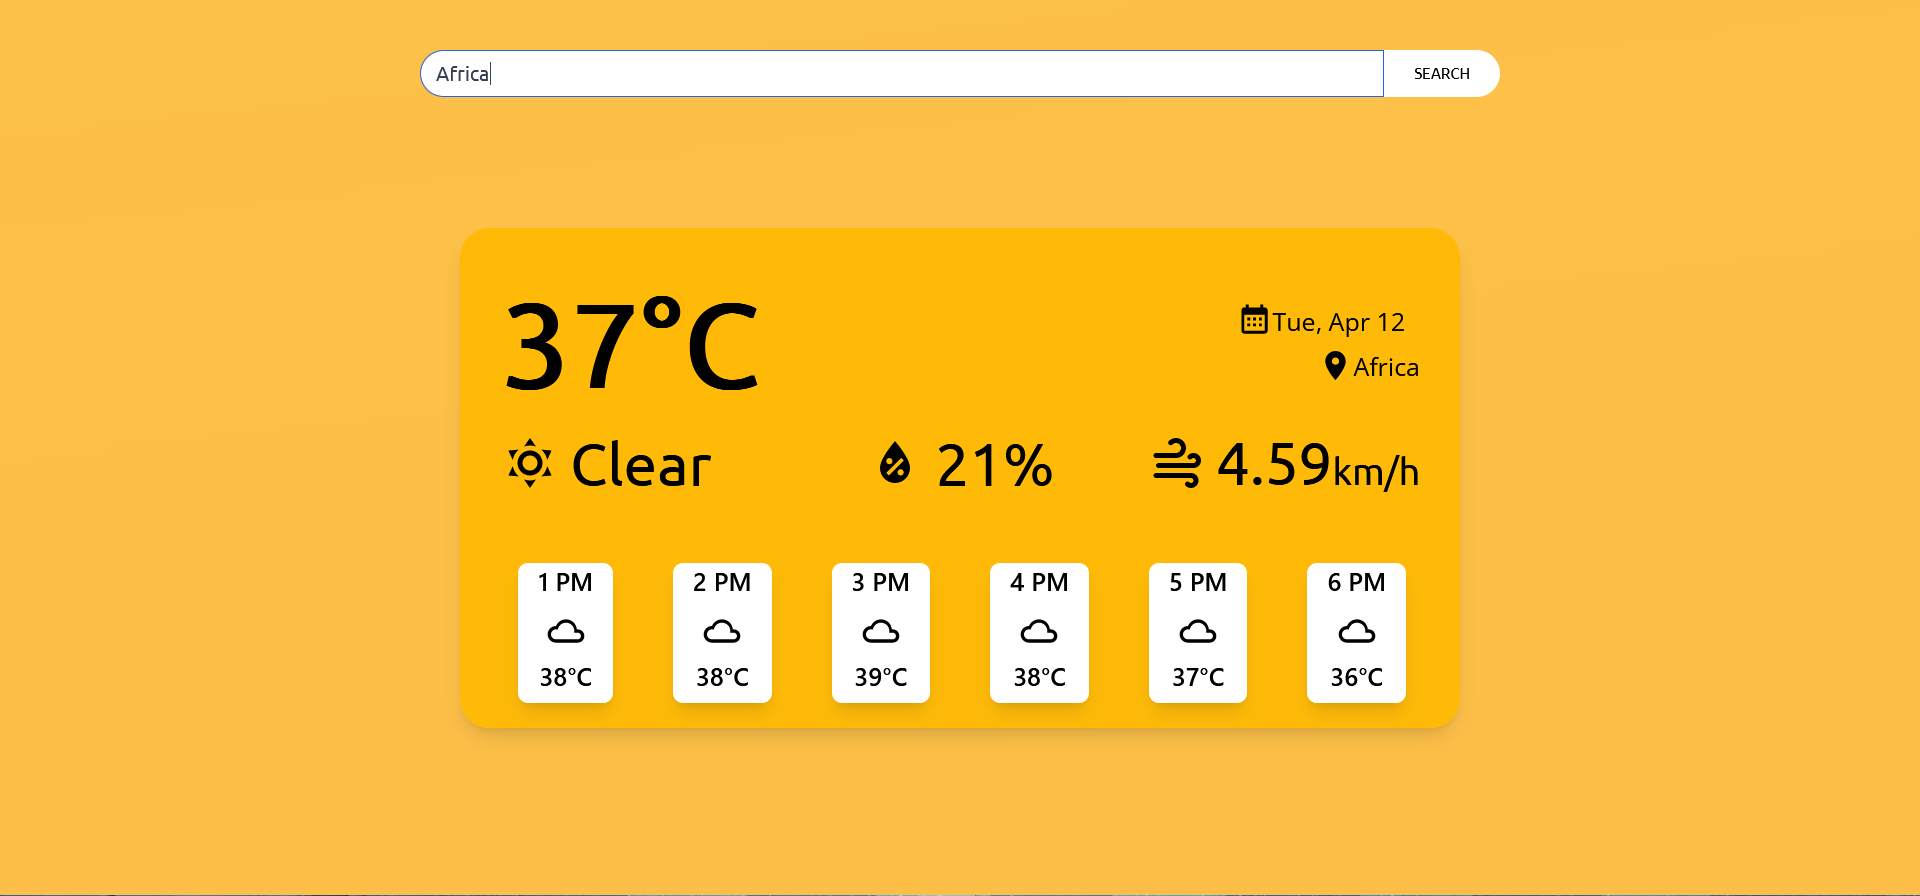 Africa
SEARCH
37°C
Tue, Apr 12
Africa
Clear
21%
4.59km/h
1 PM
38°C
2 PM
38°C
3 PM
39°C
4 PM
38°C
5 PM
37°C
6 PM
36°C